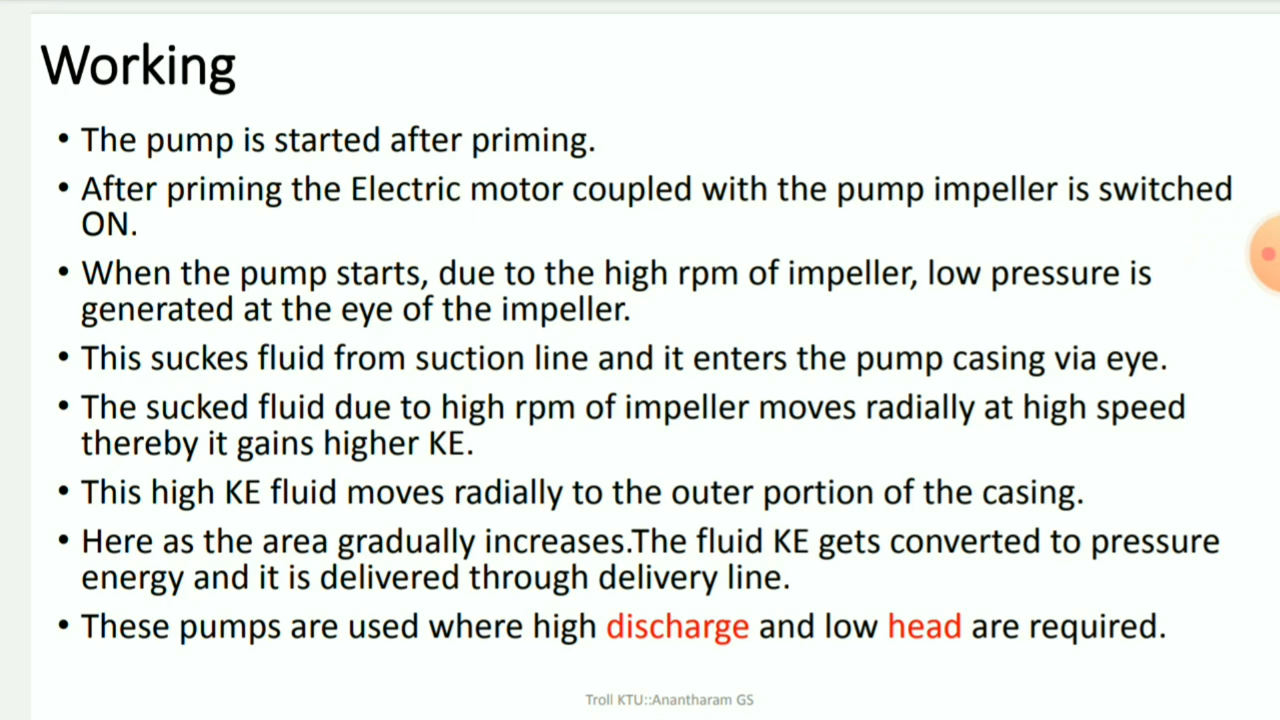 Working
• The pump is started after priming.
• After priming the Electric motor coupled with the pump impeller is switched
ON.
• When the pump starts, due to the high rpm of impeller, low pressure is
generated at the eye of the impeller.
• This suckes fluid from suction line and it enters the pump casing via eye.
• The sucked fluid due to high rpm of impeller moves radially at high speed
thereby it gains higher KE.
• This high KE fluid moves radially to the outer portion of the casing.
• Here as the area gradually increases.The fluid KE gets converted to pressure
energy and it is delivered through delivery line.
• These pumps are used where high discharge and low head are required.
Troll KTU::Anantharam GS